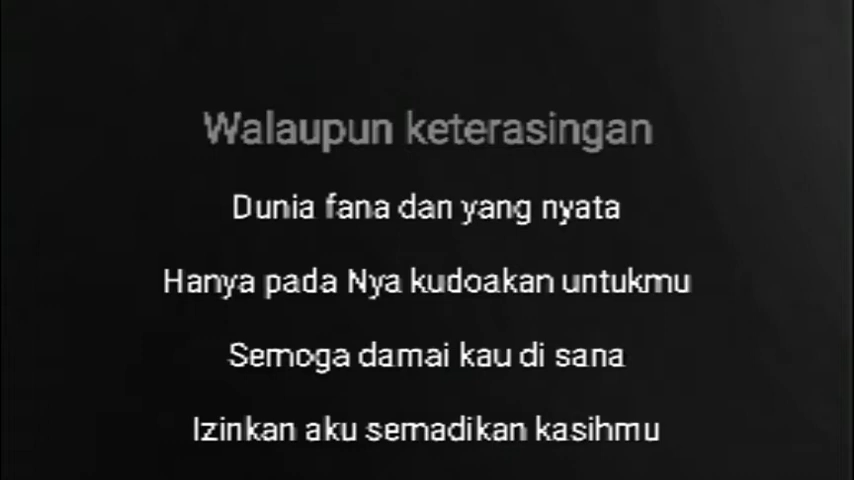 Walaupun keterasingan
Dunia fana dan yang nyata
Hanya pada Nya kudoakan untukmu
Semoga damai kau di sana
Izinkan aku semadikan kasihmu